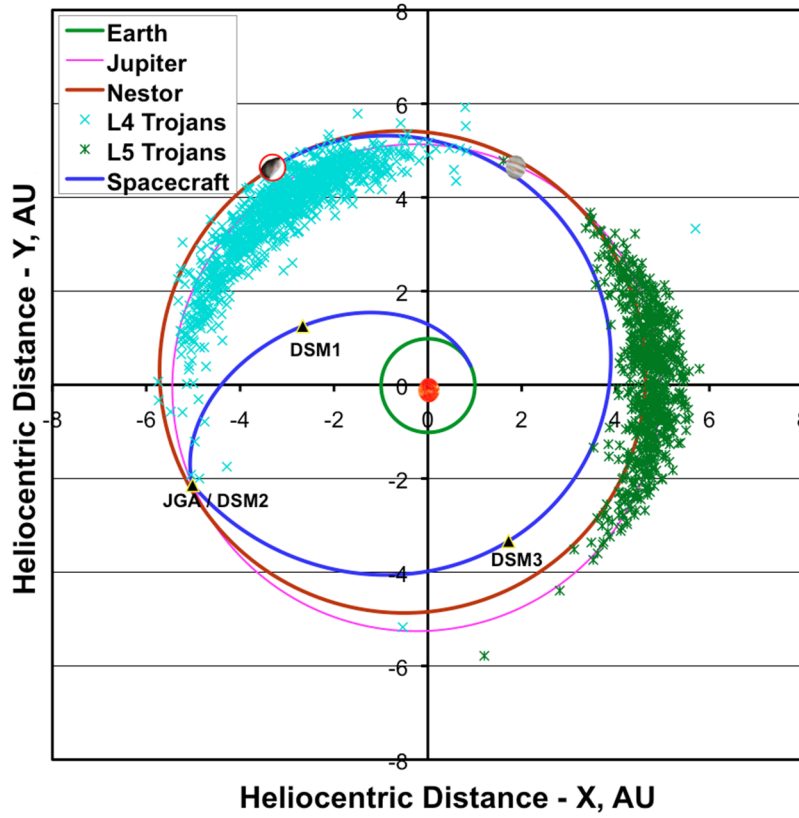 8
Earth
Jupiter
Nestor
L4 Trojans
L5 Trojans
Spacecraft
6
4
2
DSM1
0
-8
-6
-4
-2
0
2
4
6
-2
JGA / DSM2
DSM3
-4
-6
-8
Heliocentric Distance - Y, AU
Heliocentric Distance - X, AU